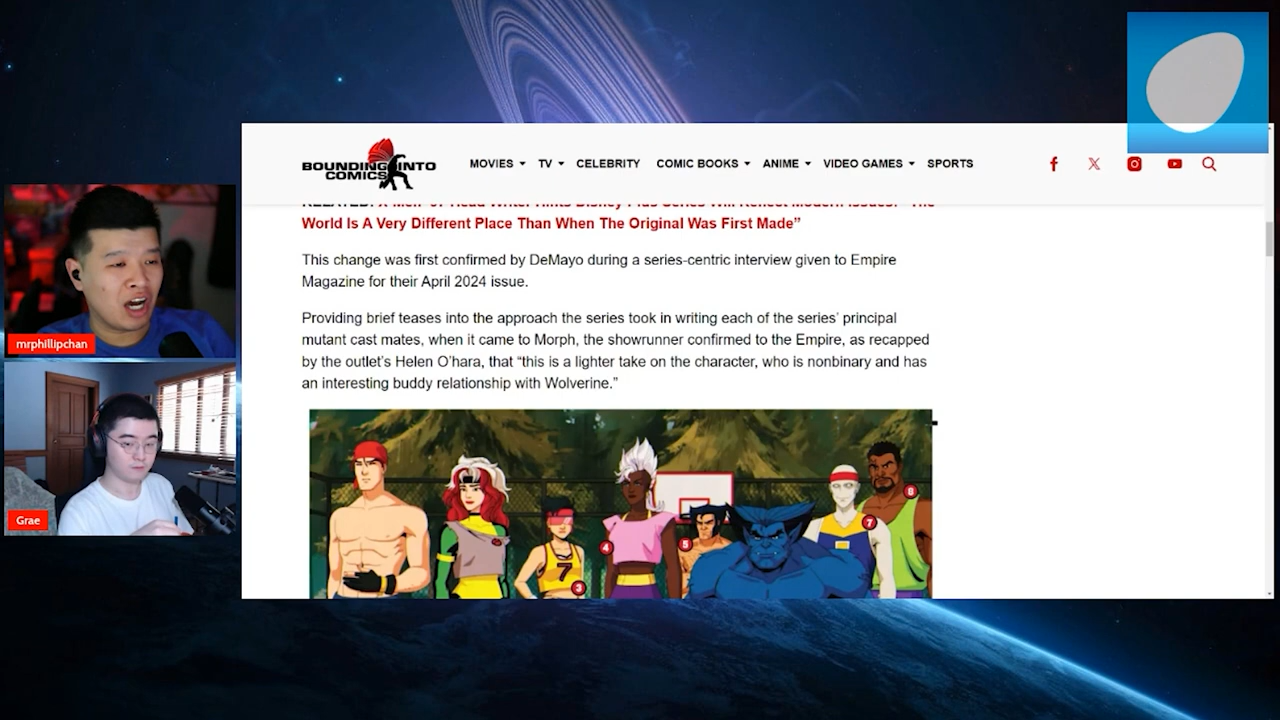 BOUNDING INTO
COMICS
MOVIES
TV
CELEBRITY
COMIC BOOKS
ANIME
VIDEO GAMES
SPORTS
RELATED: X-Men '97 Head Writer Hints Disney Plus Series Will Reflect Modern Issues: “The
World Is A Very Different Place Than When The Original Was First Made”
This change was first confirmed by DeMayo during a series-centric interview given to Empire
Magazine for their April 2024 issue.
Providing brief teases into the approach the series took in writing each of the series’ principal
mutant cast mates, when it came to Morph, the showrunner confirmed to the Empire, as recapped
by the outlet’s Helen O’hara, that “this is a lighter take on the character, who is nonbinary and has
an interesting buddy relationship with Wolverine.”
mrphillipchan
Grae
3
4
5
7
7
8